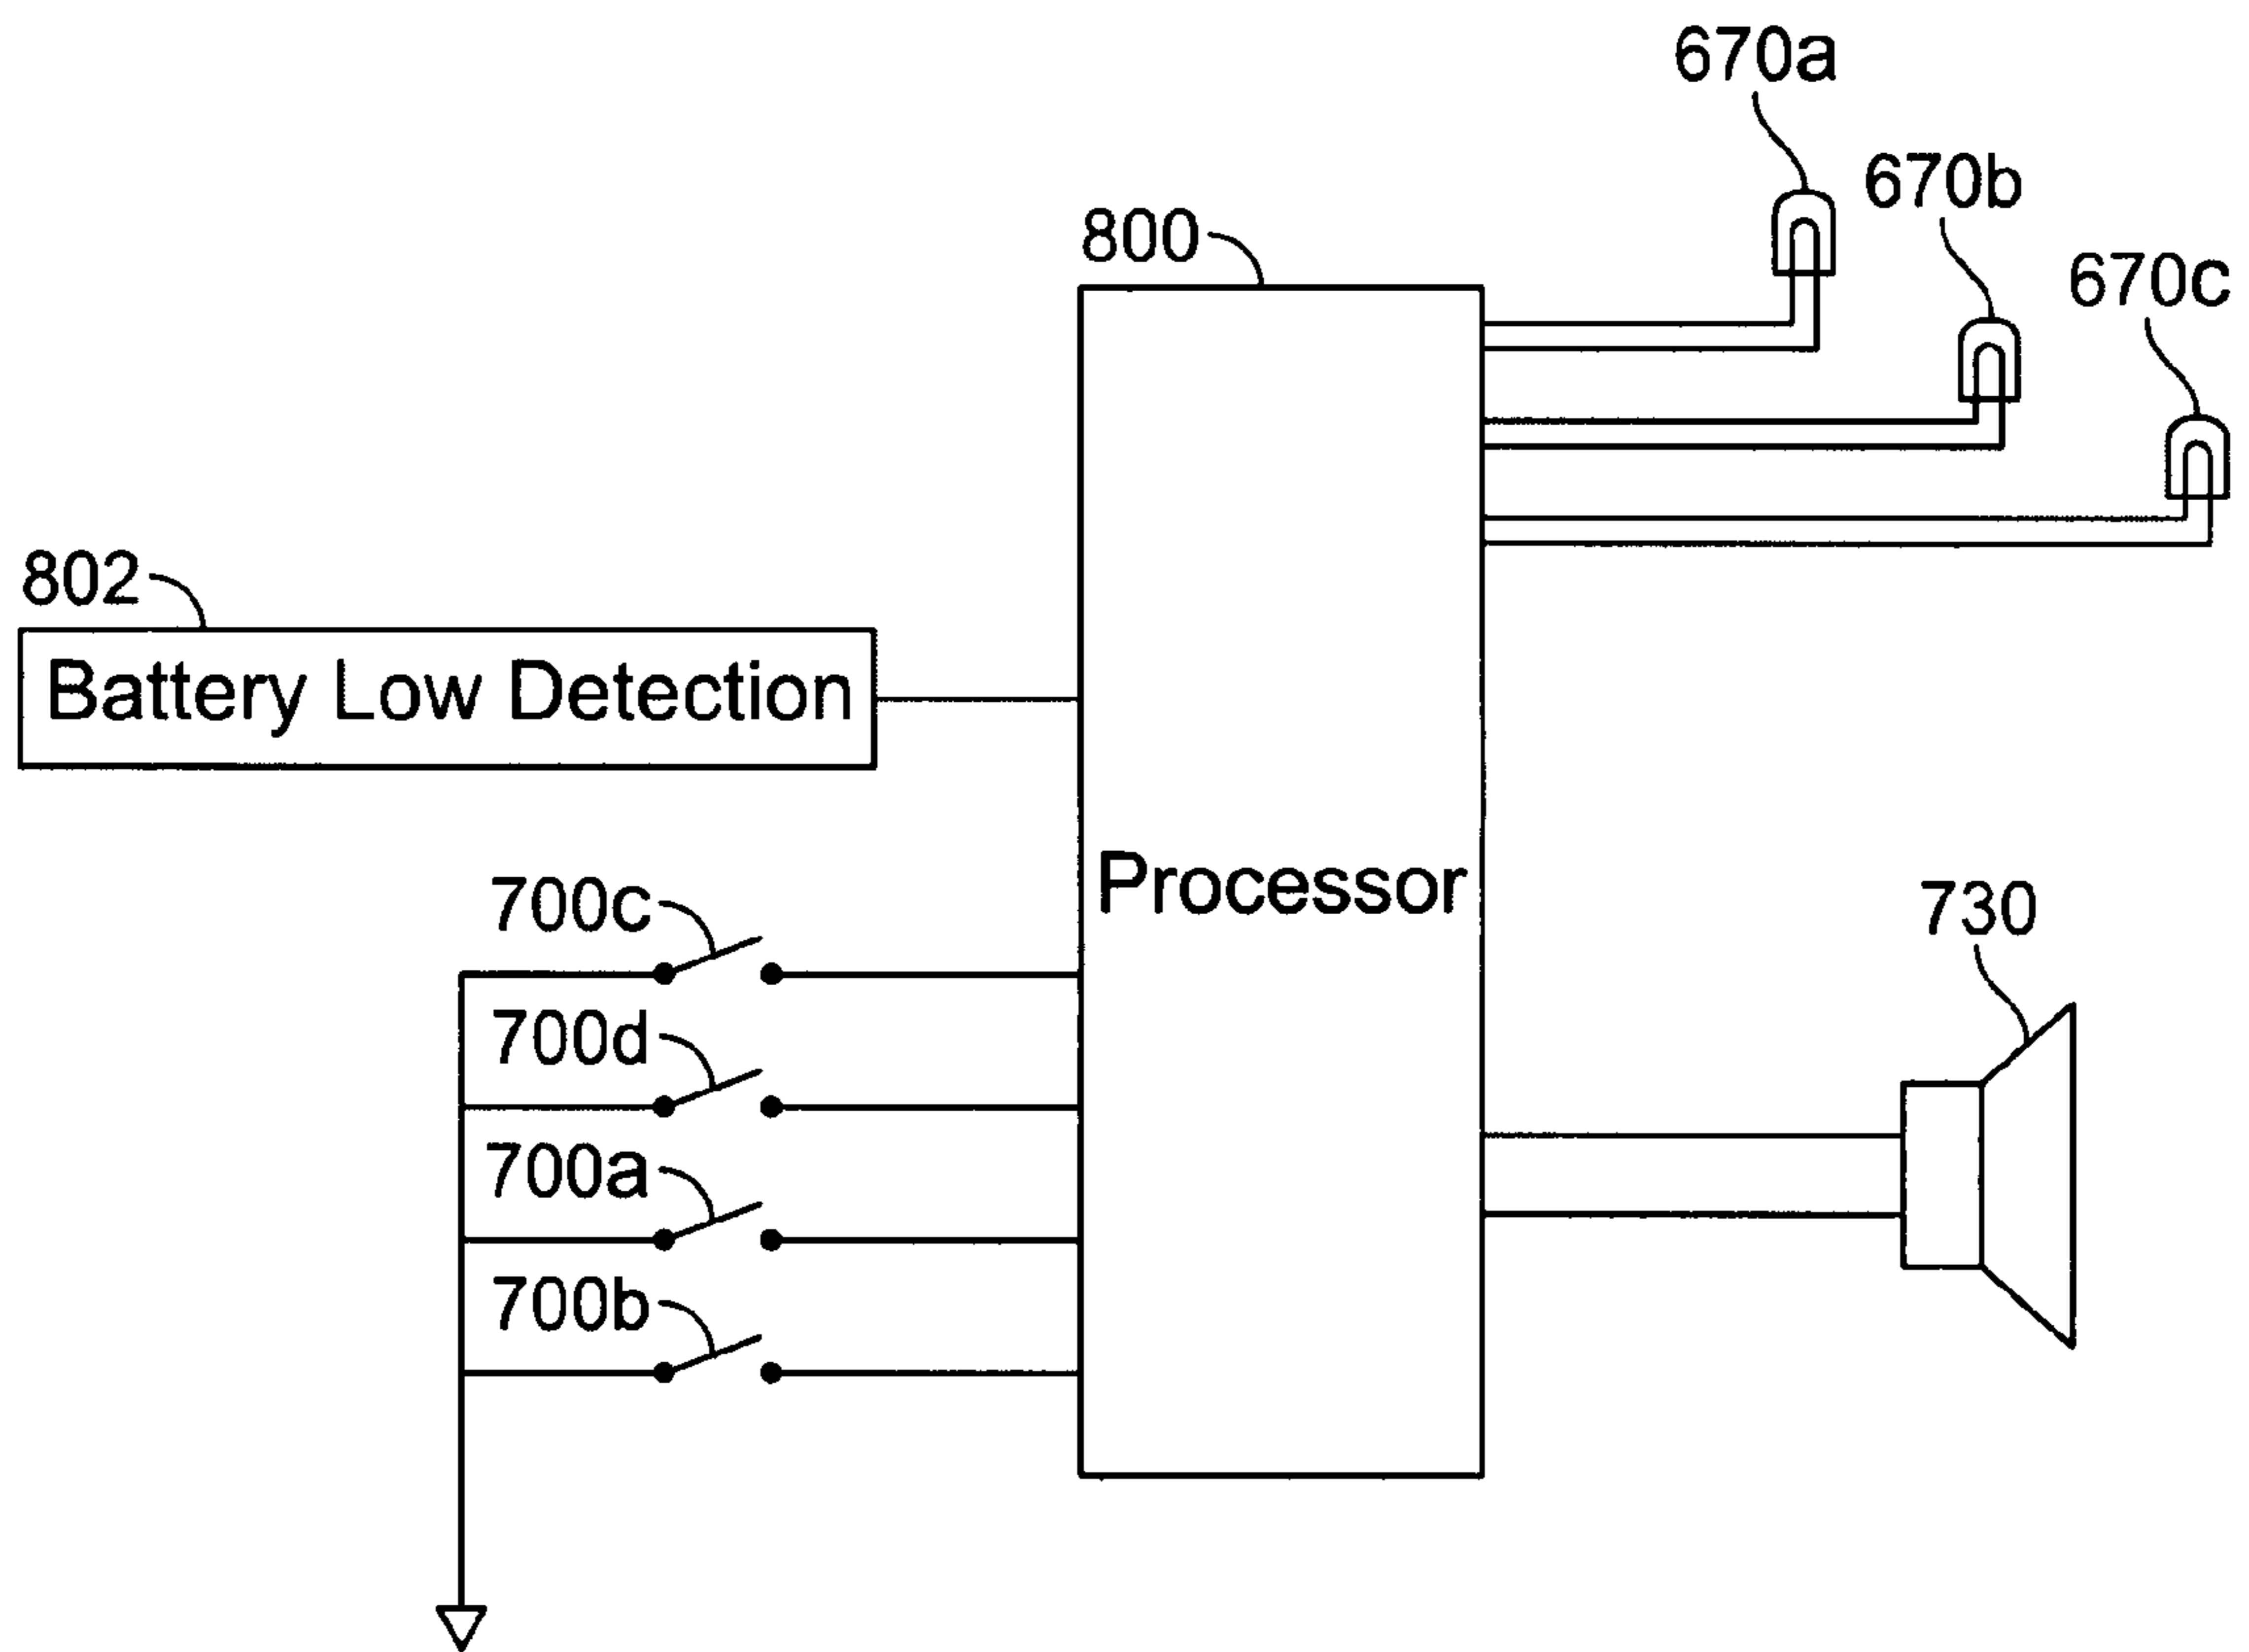 670a
670b
800
670c
802
Battery Low Detection
Processor
700c
730
700d
700a
700b